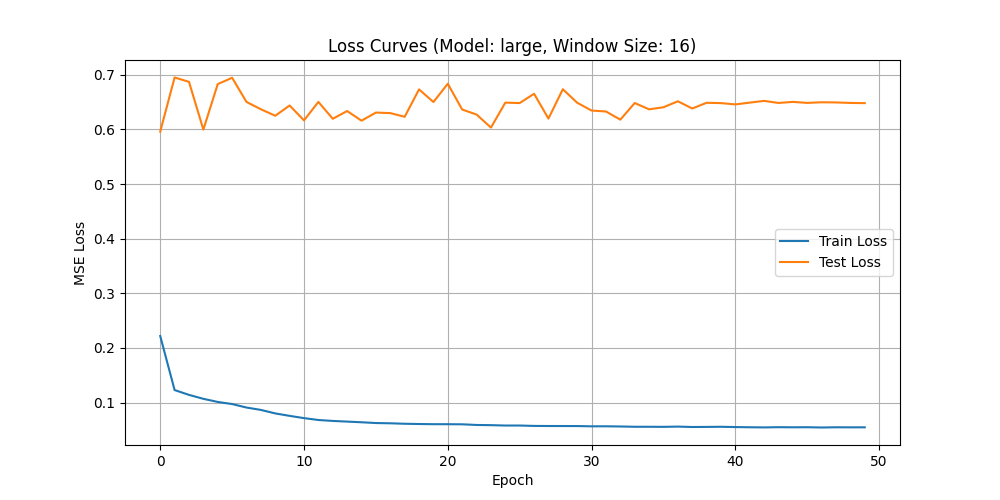 Loss Curves (Model: large, Window Size: 16)
0.7
0.6
0.5
0.4
0.3
0.2
0.1
MSE Loss
Train Loss
Test Loss
0 10 20 30 40 50
Epoch